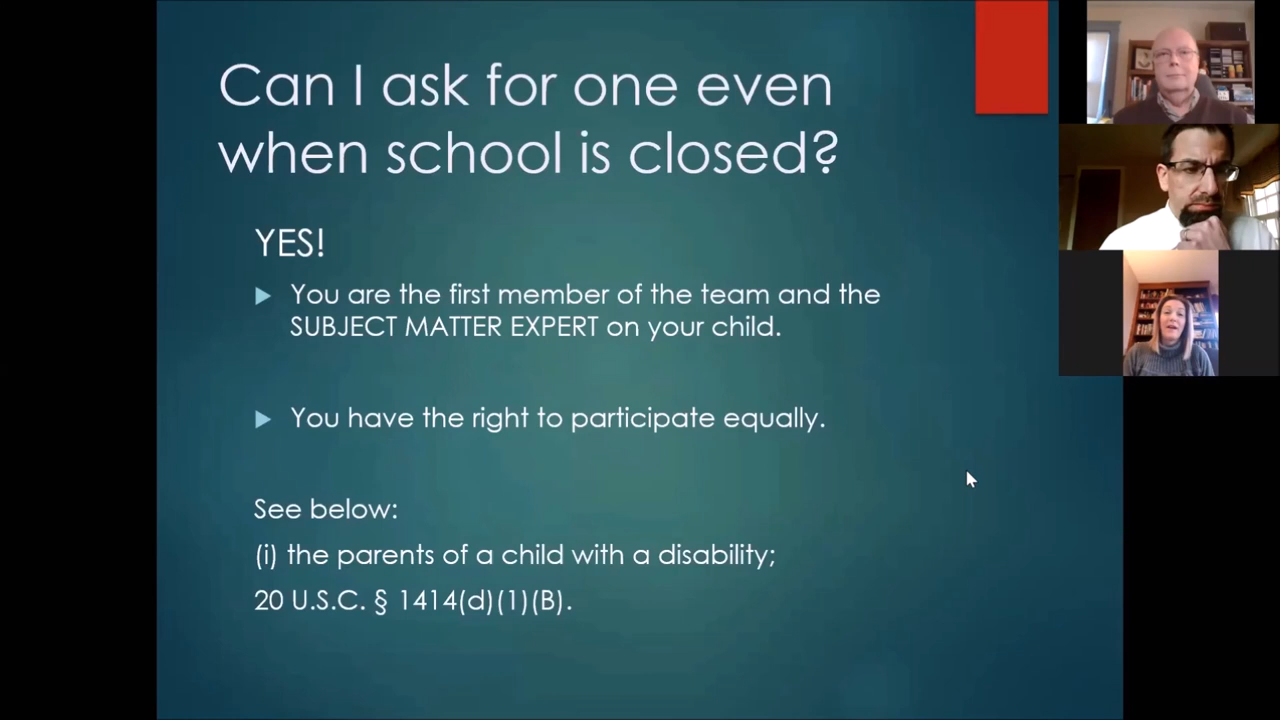 Can I ask for one even
when school is closed?
YES!
You are the first member of the team and the
SUBJECT MATTER EXPERT on your child.
You have the right to participate equally.
See below:
(i) the parents of a child with a disability;
20 U.S.C. § 1414(d)(1)(B).